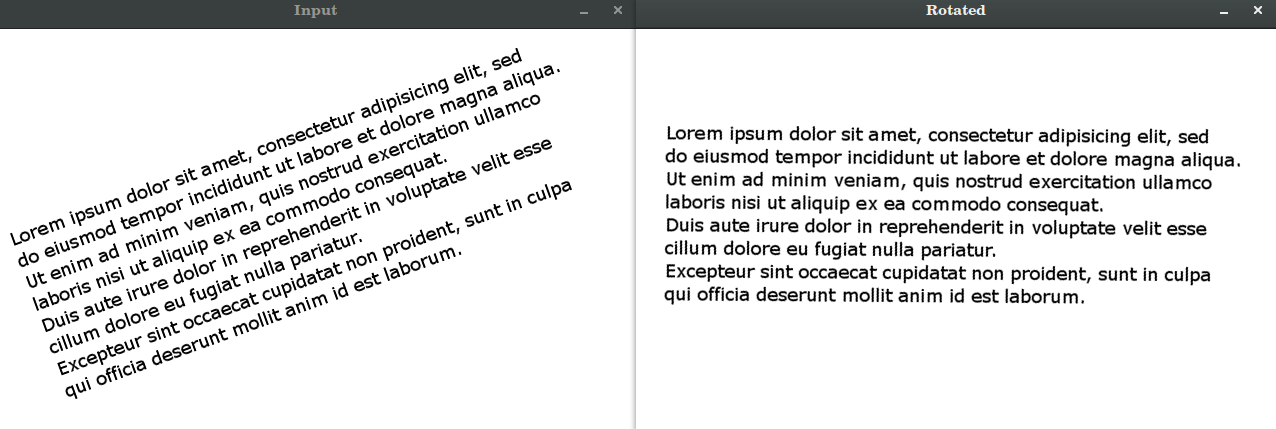 Input
Lorem ipsum dolor sit amet, consectetur adipisicing elit, sed
do eiusmod tempor incididunt ut labore et dolore magna aliqua.
Ut enim ad minim veniam, quis nostrud exercitation ullamco
laboris nisi ut aliquip ex ea commodo consequat.
Duis aute irure dolor in reprehenderit in voluptate velit esse
cillum dolore eu fugiat nulla pariatur.
Excepteur sint occaecat cupidatat non proident, sunt in culpa
qui officia deserunt mollit anim id est laborum.
Rotated
Lorem ipsum dolor sit amet, consectetur adipisicing elit, sed
do eiusmod tempor incididunt ut labore et dolore magna aliqua.
Ut enim ad minim veniam, quis nostrud exercitation ullamco
laboris nisi ut aliquip ex ea commodo consequat.
Duis aute irure dolor in reprehenderit in voluptate velit esse
cillum dolore eu fugiat nulla pariatur.
Excepteur sint occaecat cupidatat non proident, sunt in culpa
qui officia deserunt mollit anim id est laborum.